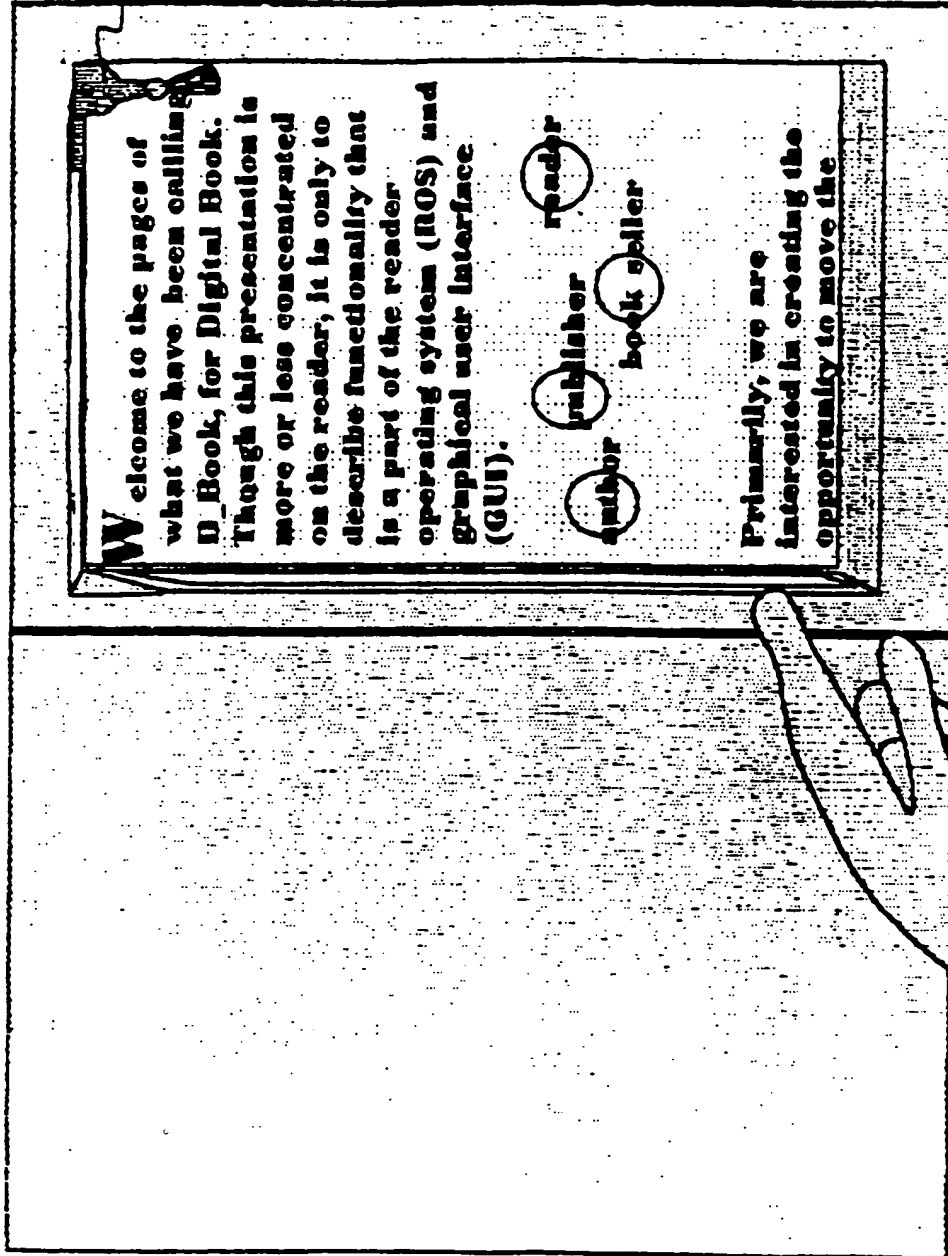 Welcome to the pages of
what we have been calilling
D_Book, for Digital Book.
Though this presentation is
more or less concentrated
on the reader, it is only to
describe functionality that
is a part of the reader
operating system (ROS) and
graphical user interface
(GUI).
author
publisher
book seller
reader
Primarily, we are
interested in creating the
opportunity to move the